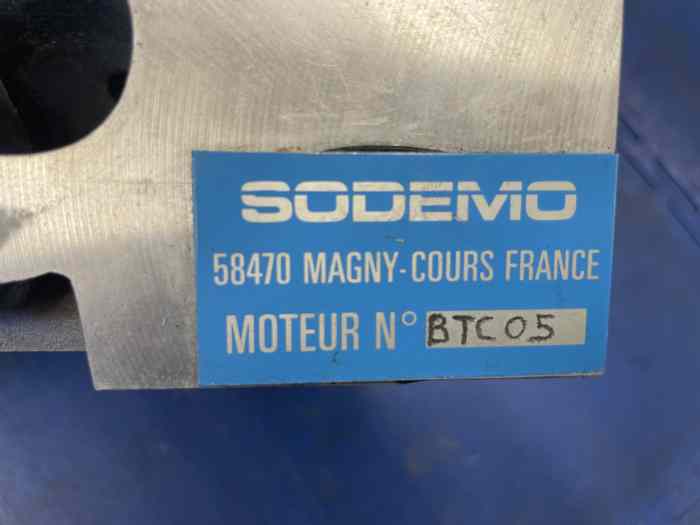 SODEMO
58470 MAGNY-COURS FRANCE
MOTEUR N° BTC05